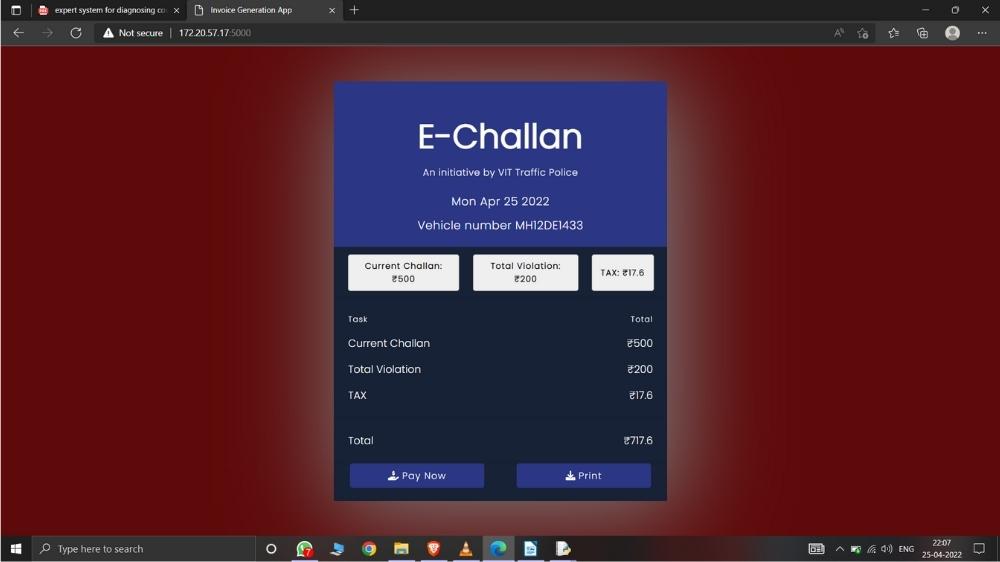 expert system for diagnosing co
Invoice Generation App
Not secure
172.20.57.17:5000
E-Challan
An initiative by VIT Traffic Police
Mon Apr 25 2022
Vehicle number MH12DE1433
Current Challan:
₹500
Total Violation:
₹200
TAX: ₹17.6
Task Total
Current Challan ₹500
Total Violation ₹200
TAX ₹17.6
Total ₹717.6
Pay Now Print
Type here to search
7
ENG
22:07
25-04-2022